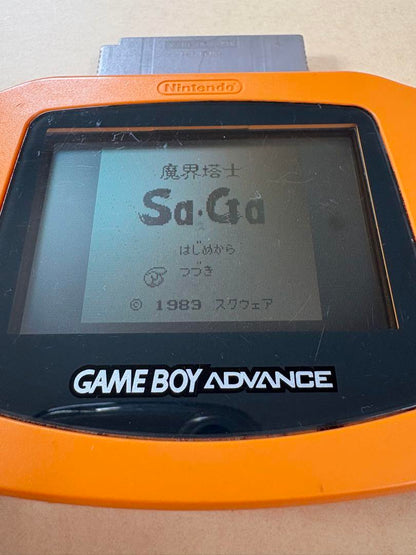 Nintendo
魔界塔士
Sa・Ga
はじめから
つづき
© 1989 スクウェア
GAME BOY ADVANCE